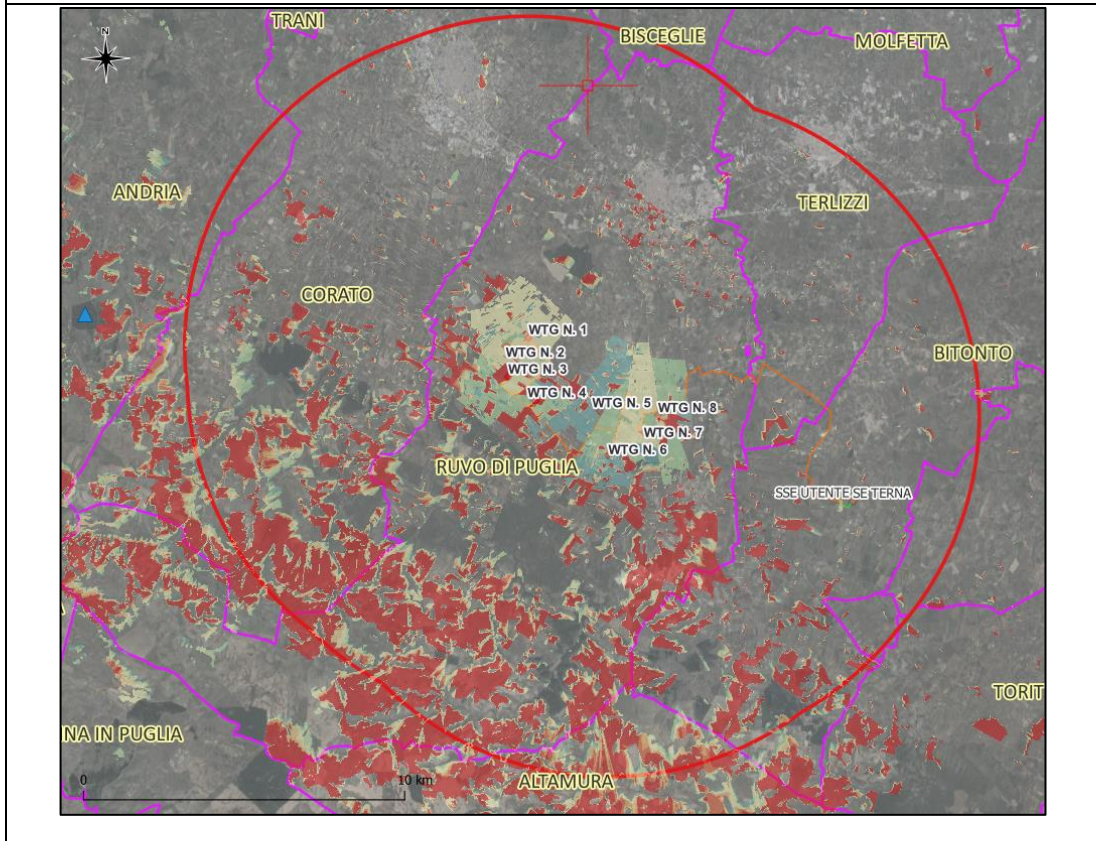 TRANI
BISCEGLIE
MOLFETTA
N
ANDRIA
TERLIZZI
CORATO
WTG N. 1
BITONTO
WTG N. 2
WTG N. 3
WTG N. 4
WTG N. 5
WTG N. 8
WTG N. 7
WTG N. 6
RUVO DI PUGLIA
SSE UTENTE SE TERNA
TORIT
INA IN PUGLIA
0
10 km
ALTAMURA